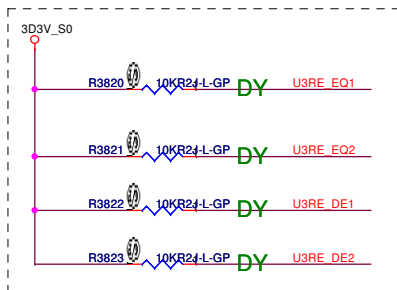 3D3V_S0
R3820 10KR2J-L-GP DY U3RE_EQ1
R3821 10KR2J-L-GP DY U3RE_EQ2
R3822 10KR2J-L-GP DY U3RE_DE1
R3823 10KR2J-L-GP DY U3RE_DE2